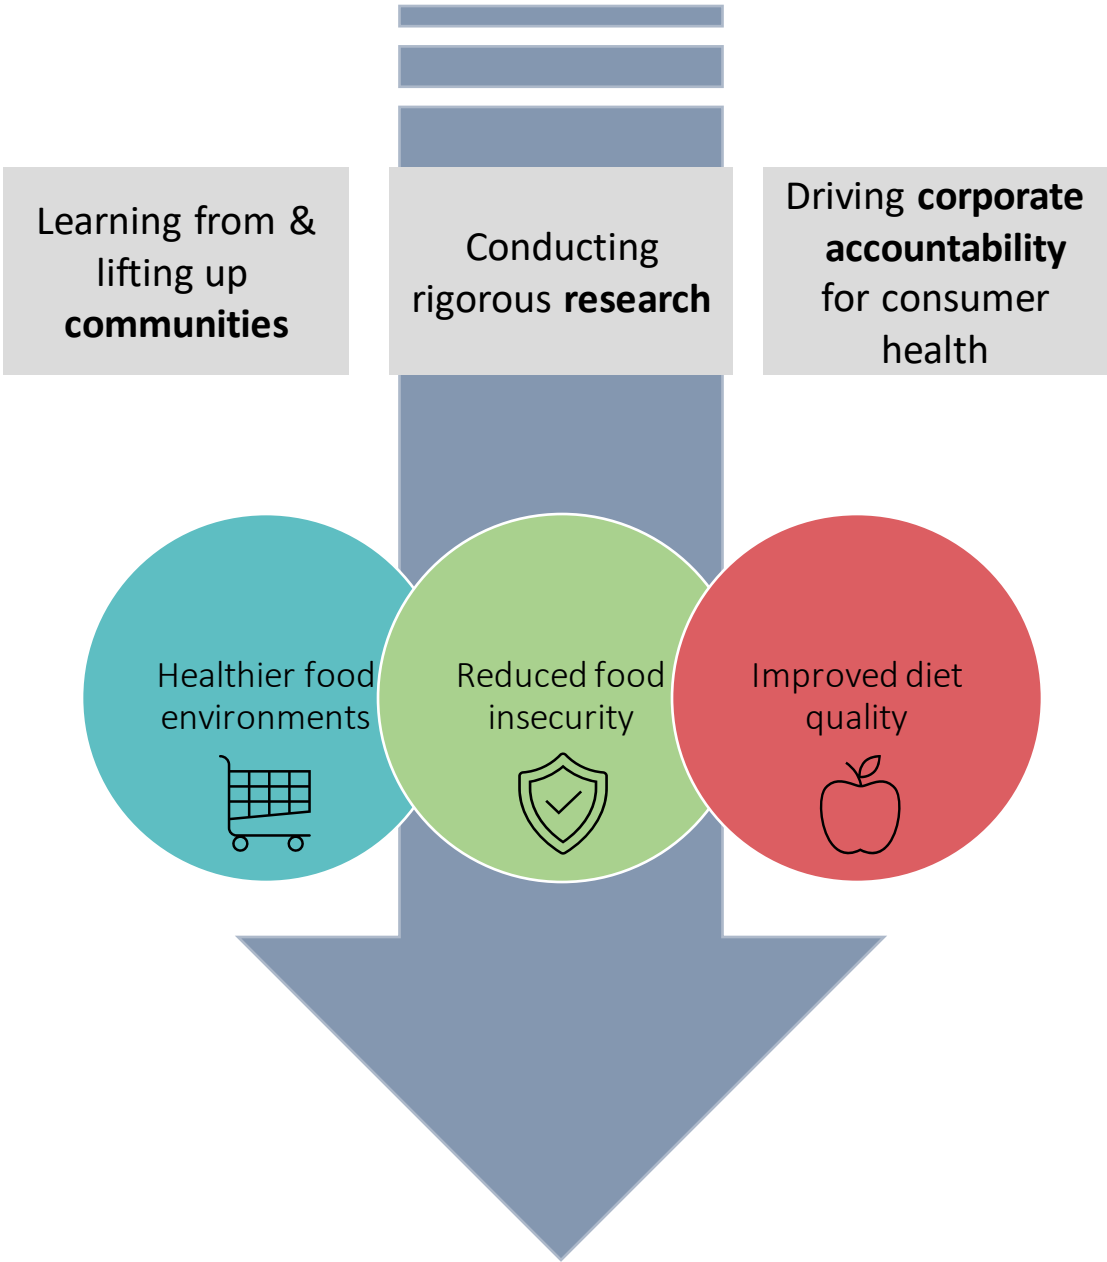 Learning from &
lifting up
communities
Conducting
rigorous research
Driving corporate
accountability
for consumer
health
Healthier food
environments
Reduced food
insecurity
Improved diet
quality